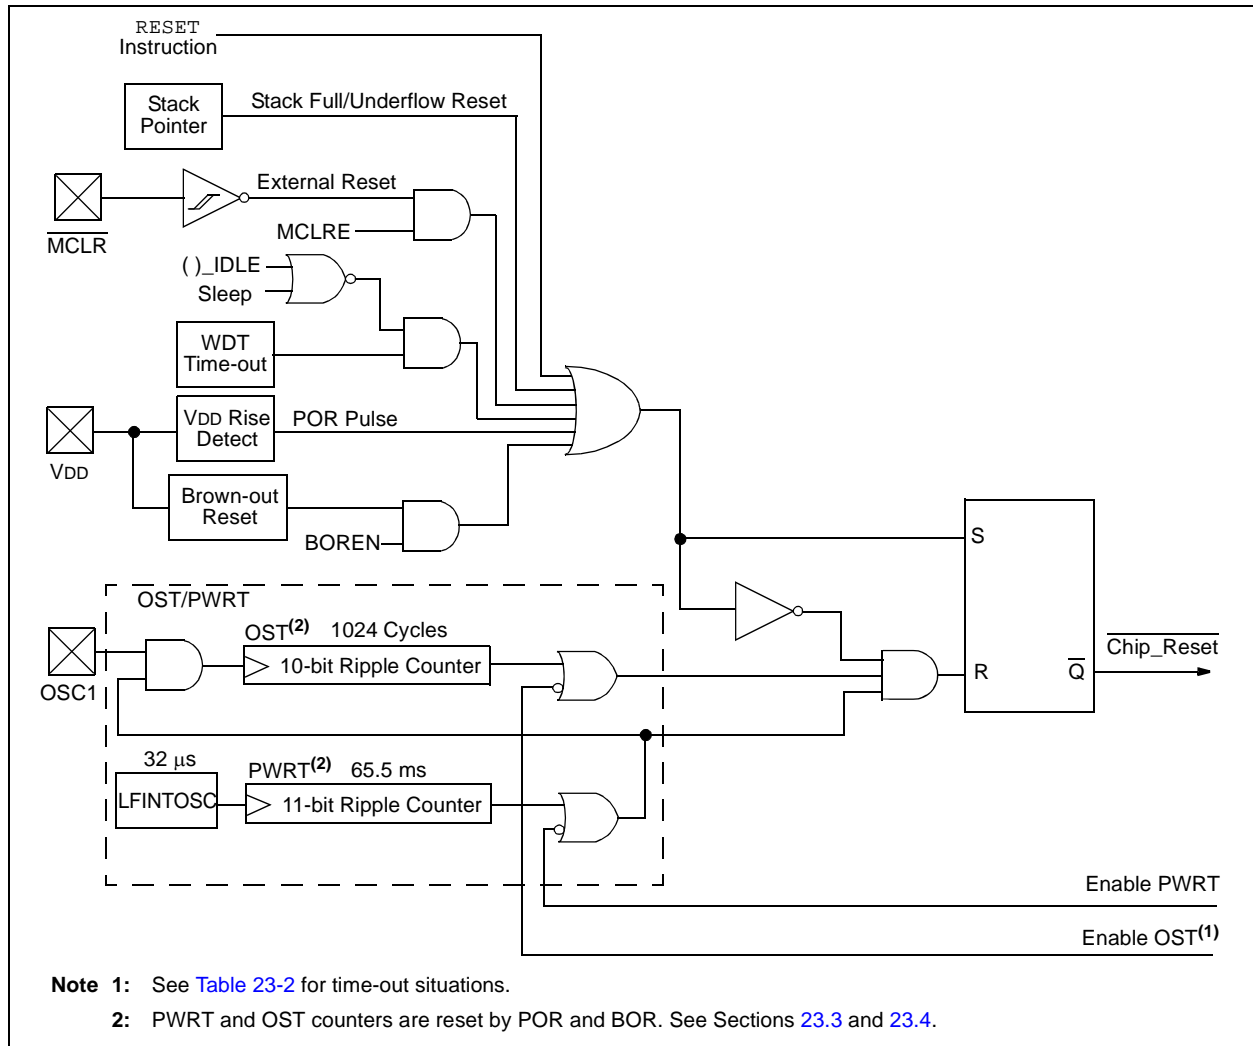 RESET
Instruction
Stack
Pointer
Stack Full/Underflow Reset
External Reset
MCLR
MCLRE
( )_IDLE
Sleep
WDT
Time-out
VDD
VDD Rise
Detect
POR Pulse
Brown-out
Reset
BOREN
S
R
Q
Chip_Reset
OST/PWRT
OSC1
OST(2) 1024 Cycles
10-bit Ripple Counter
32 μs
LFINTOSC
PWRT(2) 65.5 ms
11-bit Ripple Counter
Enable PWRT
Enable OST(1)
Note 1: See Table 23-2 for time-out situations.
2: PWRT and OST counters are reset by POR and BOR. See Sections 23.3 and 23.4.